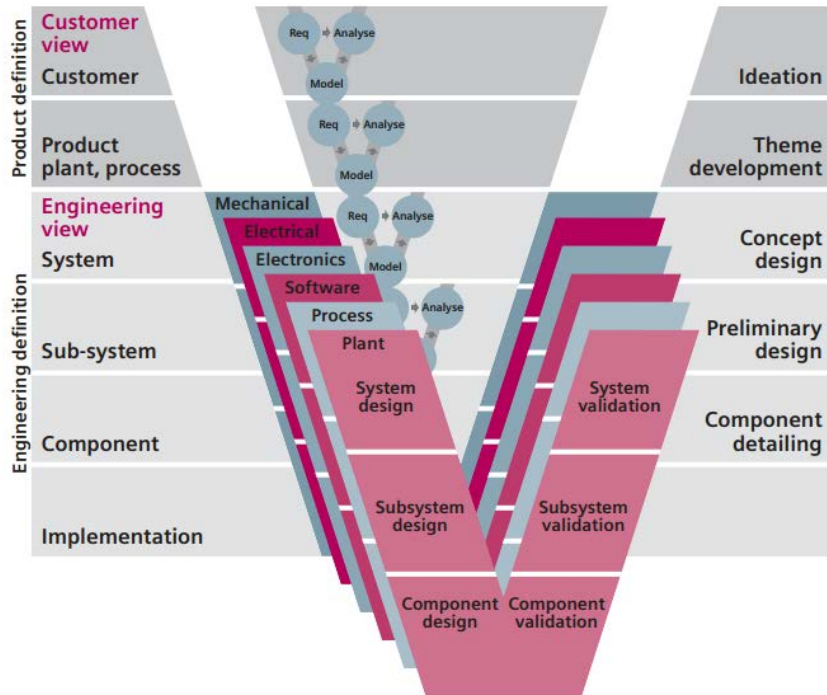 Product definition
Customer
view
Customer
Req
Analyse
Model
Ideation
Product
plant, process
Req
Analyse
Model
Theme
development
Engineering definition
Engineering
view
System
Mechanical
Electrical
Electronics
Software
Process
Plant
Req
Analyse
Model
Concept
design
Sub-system
Analyse
Preliminary
design
System
design
System
validation
Component
Component
detailing
Implementation
Subsystem
design
Subsystem
validation
Component
design
Component
validation